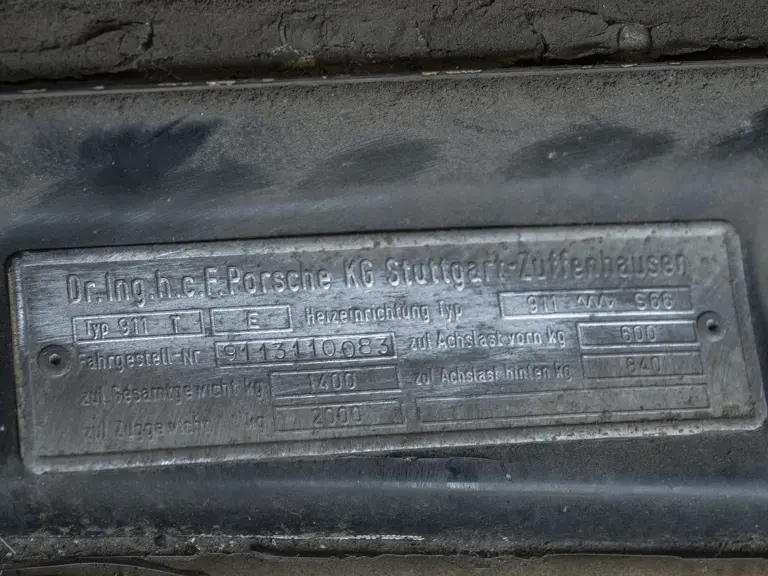 Dr.Ing.h.c.F.Porsche KG Stuttgart-Zuffenhausen
Typ 911 T E Heizeinrichtung Typ 911 S66
Fahrgestell-Nr 9113110083 zul Achslast vorn kg 600
zul. Gesamtgewicht kg 1400 zul Achslast hinten kg 840
zul Zuggewicht kg 2000